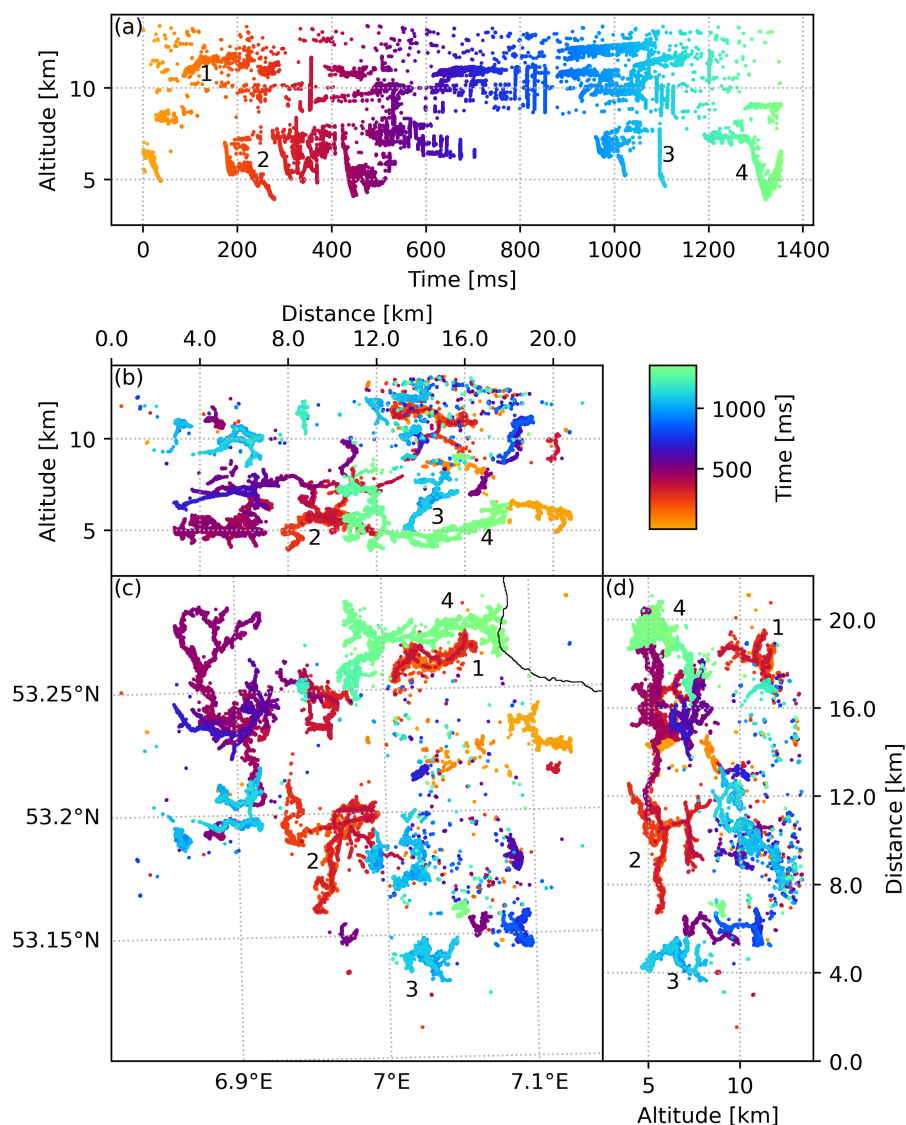 (a)
Altitude [km]
10
5
1
2
3
4
0 200 400 600 800 1000 1200 1400
Time [ms]
Distance [km]
0.0 4.0 8.0 12.0 16.0 20.0
(b)
Altitude [km]
10
5
2
3
4
1000
500
Time [ms]
(c)
4
1
2
3
53.25°N
53.2°N
53.15°N
6.9°E 7°E 7.1°E
(d)
4
1
2
3
20.0
16.0
12.0
8.0
4.0
0.0
Distance [km]
5 10
Altitude [km]